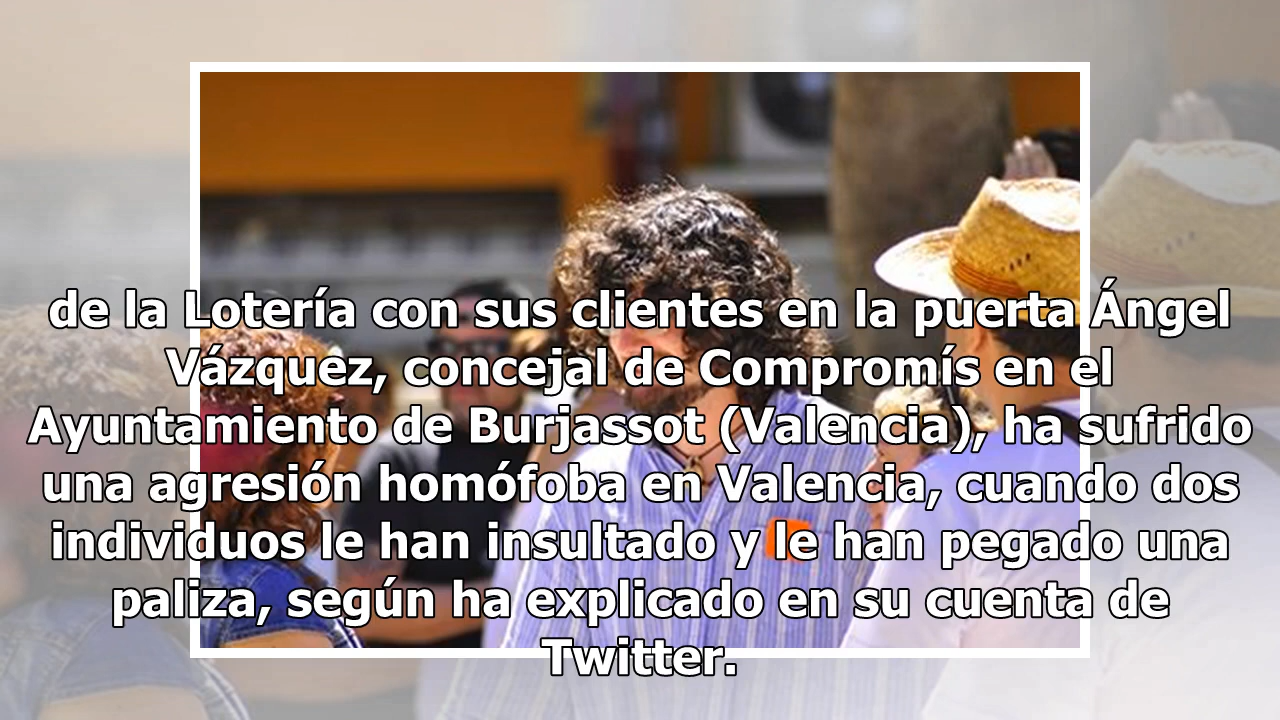 de la Lotería con sus clientes en la puerta Ángel
Vázquez, concejal de Compromís en el
Ayuntamiento de Burjassot (Valencia), ha sufrido
una agresión homófoba en Valencia, cuando dos
individuos le han insultado y le han pegado una
paliza, según ha explicado en su cuenta de
Twitter.